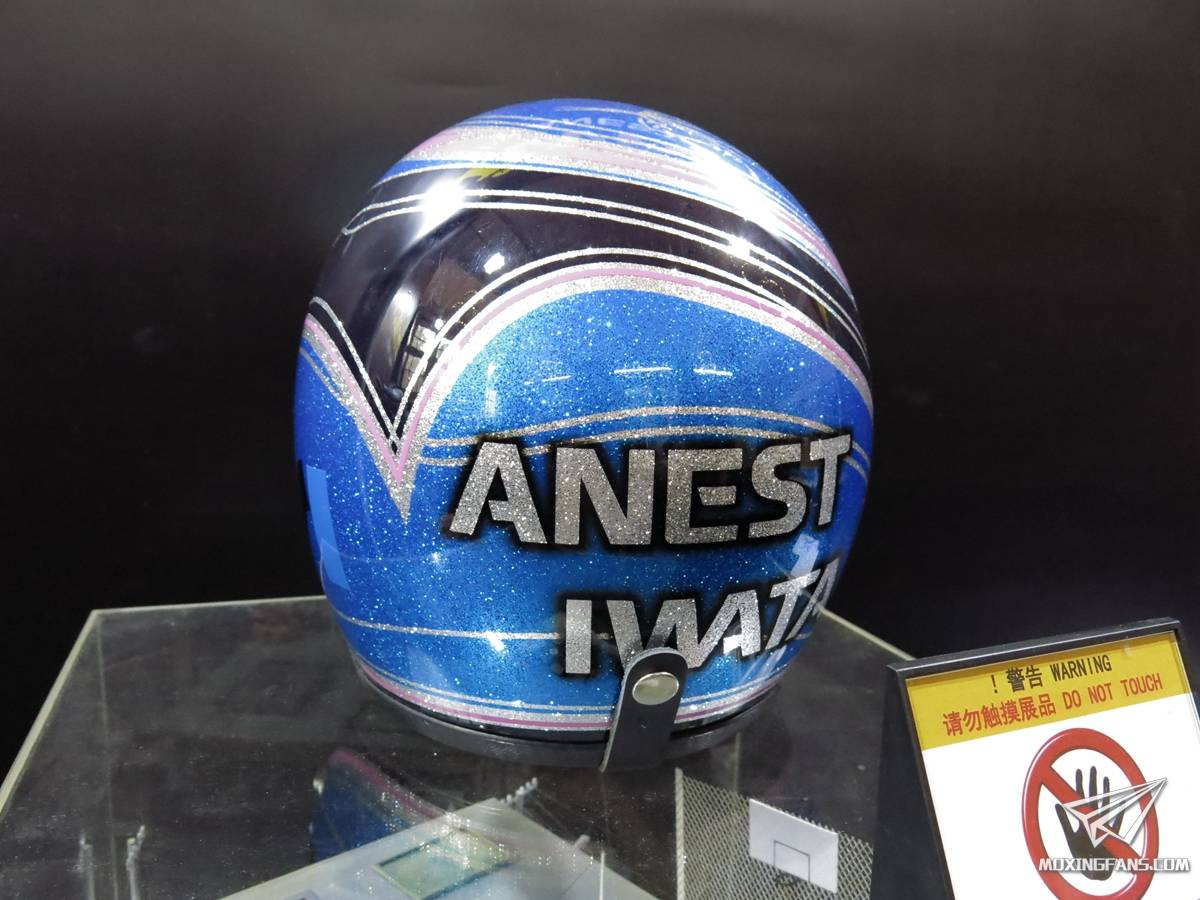 ANEST
IWATA
! 警告 WARNING
请勿触摸展品 DO NOT TOUCH
MOXINGFANS.COM